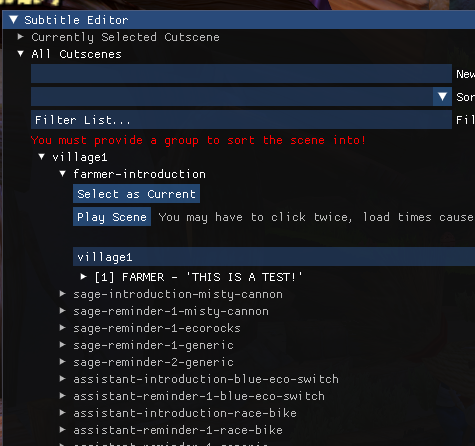 Subtitle Editor
Currently Selected Cutscene
All Cutscenes
New
Sor
Filter List...
Fil
You must provide a group to sort the scene into!
village1
farmer-introduction
Select as Current
Play Scene You may have to click twice, load times cause
village1
[1] FARMER - 'THIS IS A TEST!'
sage-introduction-misty-cannon
sage-reminder-1-misty-cannon
sage-reminder-1-ecorocks
sage-reminder-1-generic
sage-reminder-2-generic
assistant-introduction-blue-eco-switch
assistant-reminder-1-blue-eco-switch
assistant-introduction-race-bike
assistant-reminder-1-race-bike
assistant-reminder-1-generic